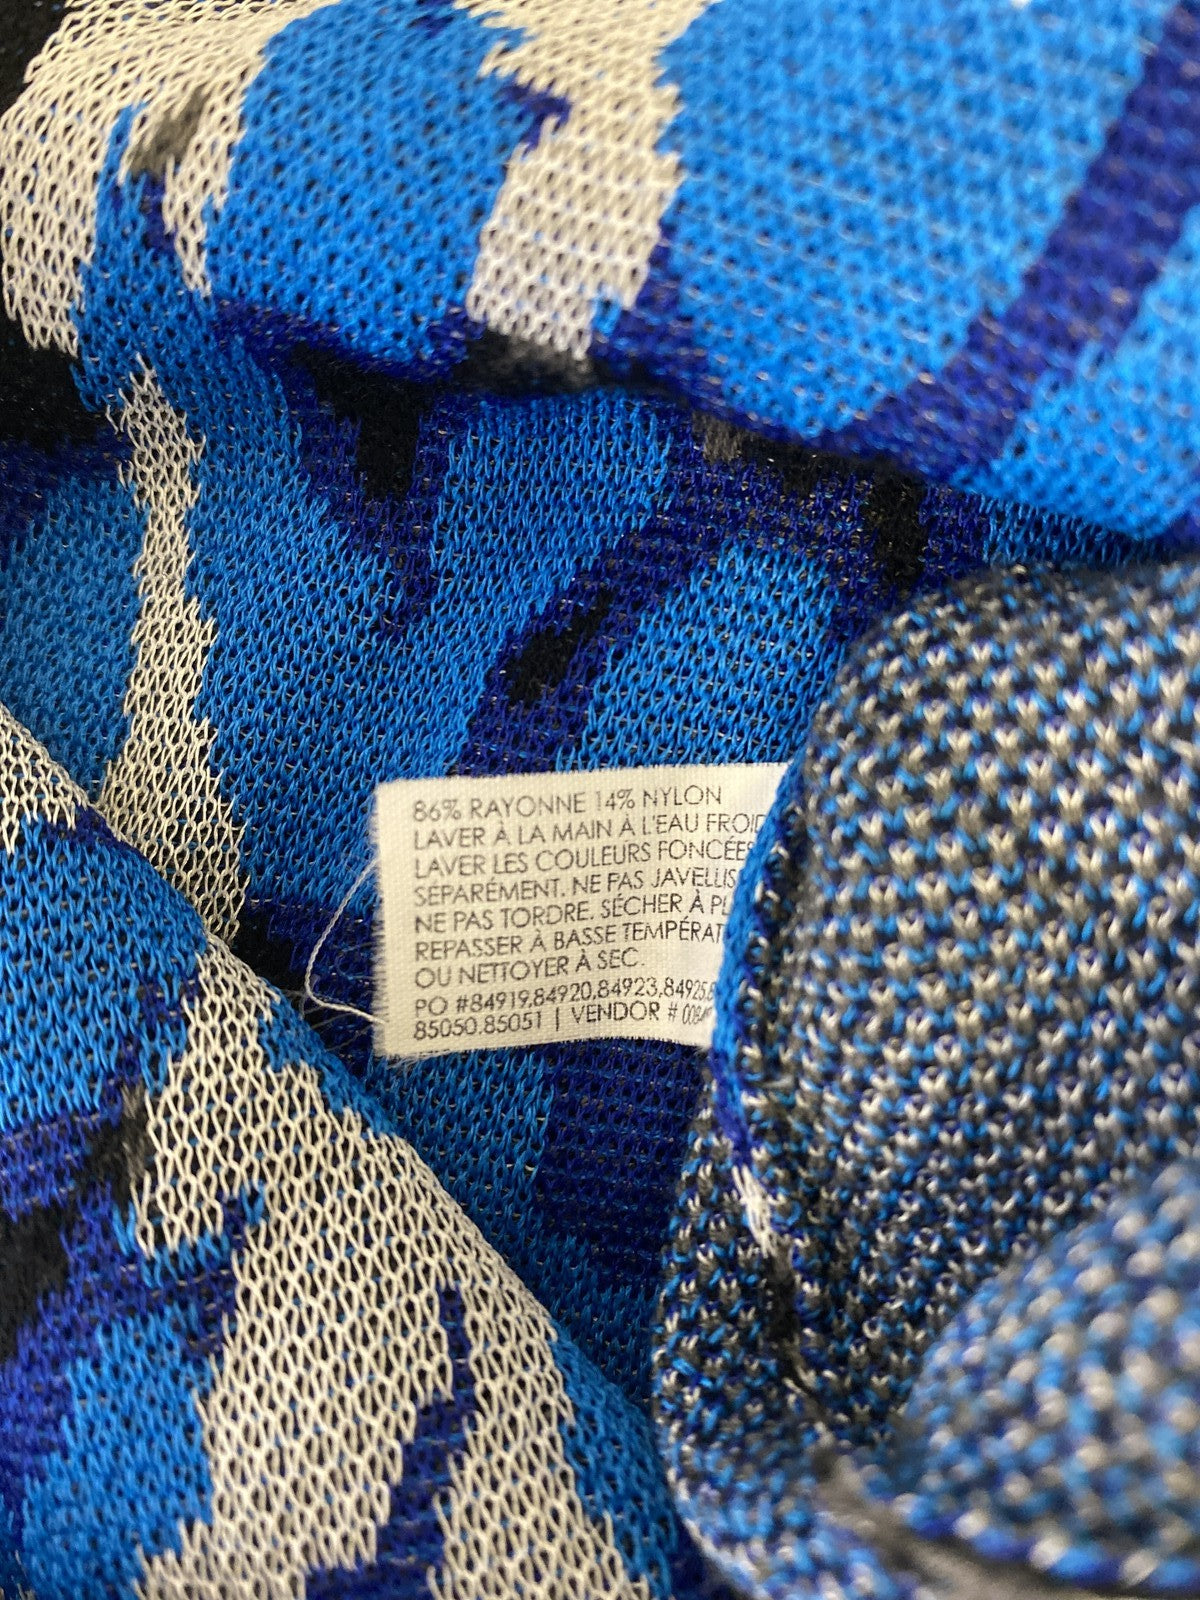 86% RAYONNE 14% NYLON
LAVER À LA MAIN À L'EAU FROID
LAVER LES COULEURS FONCÉES
SÉPARÉMENT. NE PAS JAVELLIS
NE PAS TORDRE. SÉCHER À PL
REPASSER À BASSE TEMPÉRAT
OU NETTOYER À SEC.
PO #84919,84920,84923,84925,
85050,85051 | VENDOR #